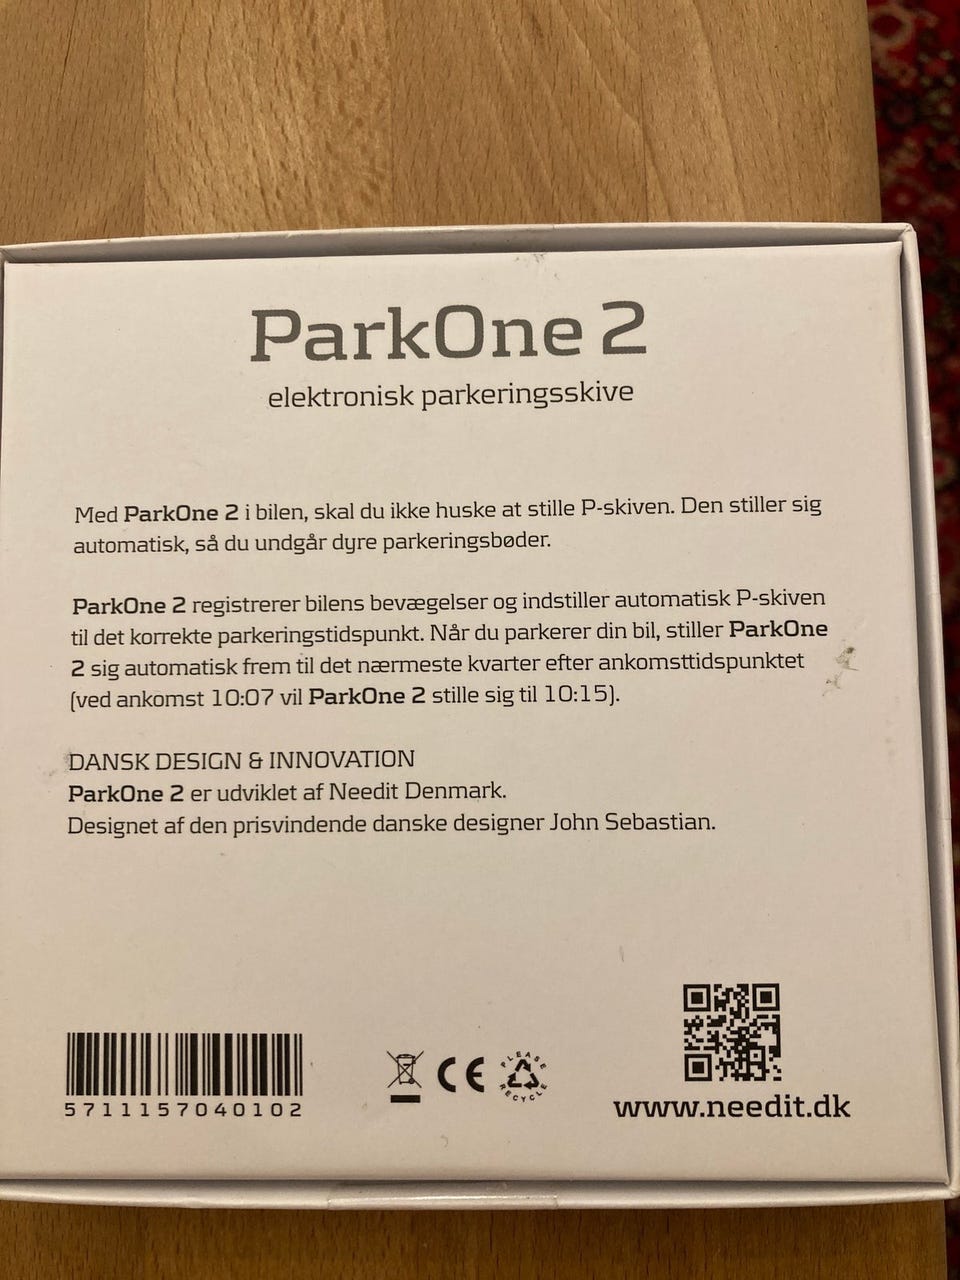 ParkOne 2
elektronisk parkeringsskive
Med ParkOne 2 i bilen, skal du ikke huske at stille P-skiven. Den stiller sig
automatisk, så du undgår dyre parkeringsbøder.
ParkOne 2 registrerer bilens bevægelser og indstiller automatisk P-skiven
til det korrekte parkeringstidspunkt. Når du parkerer din bil, stiller ParkOne
2 sig automatisk frem til det nærmeste kvarter efter ankomsttidspunktet
(ved ankomst 10:07 vil ParkOne 2 stille sig til 10:15).
DANSK DESIGN & INNOVATION
ParkOne 2 er udviklet af Needit Denmark.
Designet af den prisvindende danske designer John Sebastian.
5711157040102
CE
PLEASE
RECYCLE
www.needit.dk